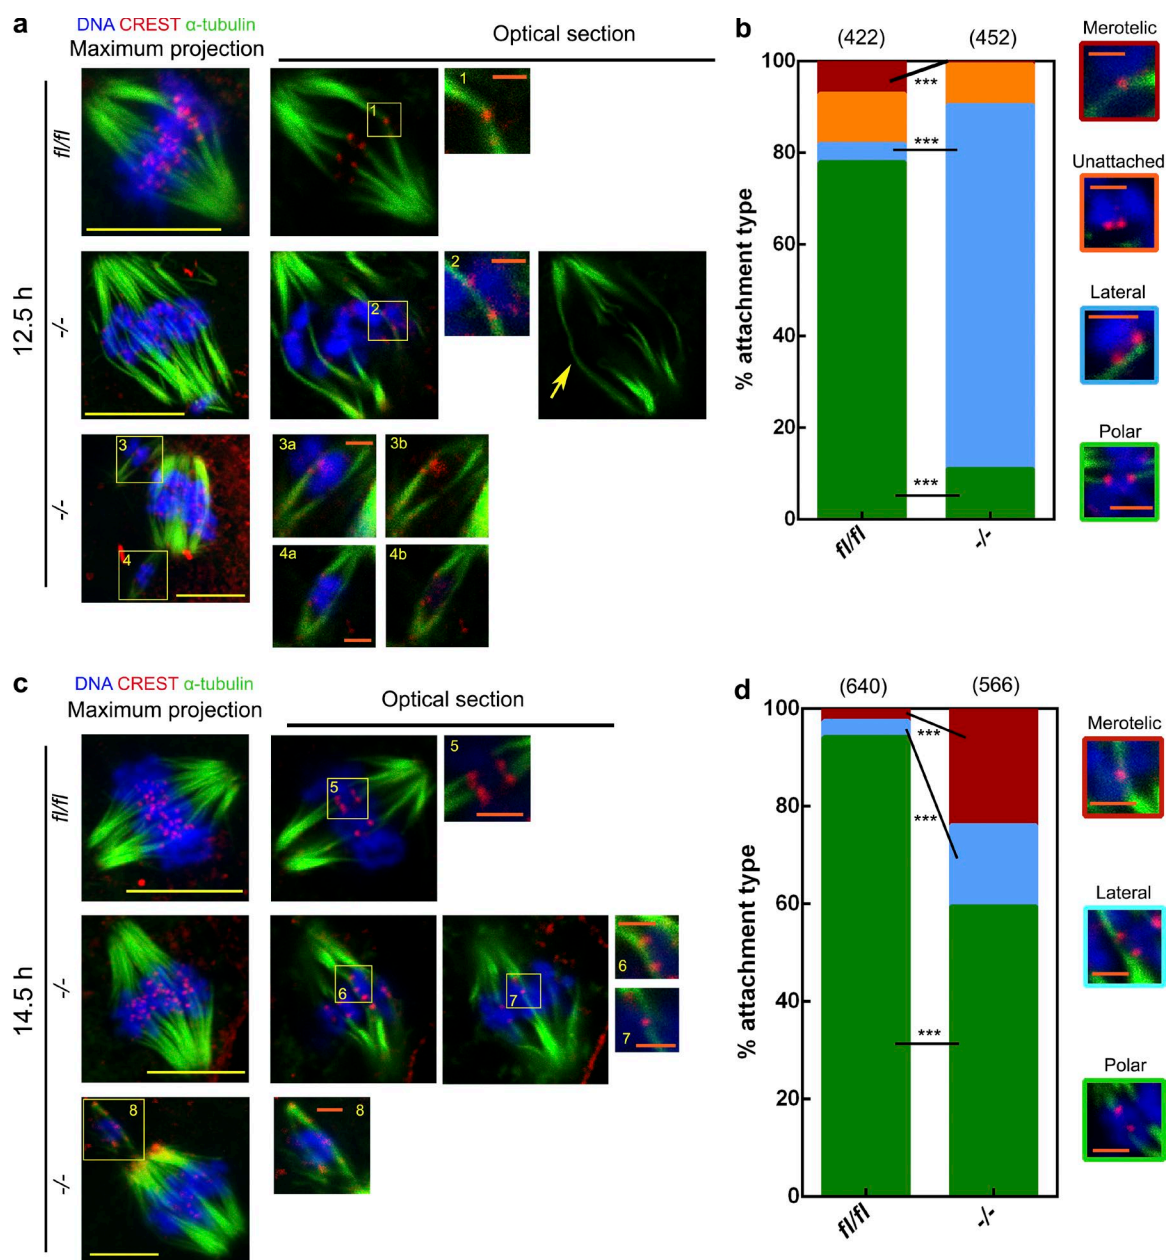 a
DNA CREST α-tubulin
Maximum projection
Optical section
12.5 h
fl/fl
1
1
-/-
2
2
-/-
3
4
3a
3b
4a
4b
b
(422)
(452)
% attachment type
100
80
60
40
20
0
***
***
***
fl/fl
-/-
Merotelic
Unattached
Lateral
Polar
c
DNA CREST α-tubulin
Maximum projection
Optical section
14.5 h
fl/fl
5
5
-/-
6
7
6
7
-/-
8
8
d
(640)
(566)
% attachment type
100
80
60
40
20
0
***
***
***
fl/fl
-/-
Merotelic
Lateral
Polar